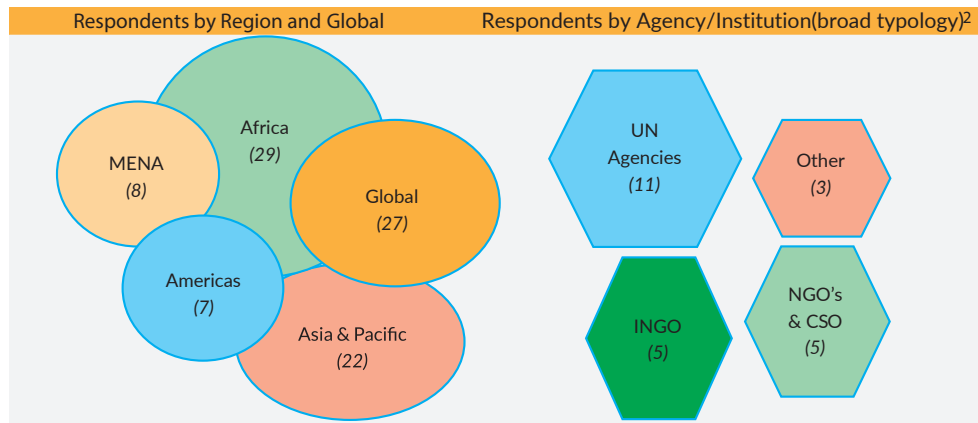 Respondents by Region and Global
Respondents by Agency/Institution(broad typology)2
MENA
(8)
Africa
(29)
Global
(27)
Americas
(7)
Asia & Pacific
(22)
UN
Agencies
(11)
Other
(3)
INGO
(5)
NGO's
& CSO
(5)